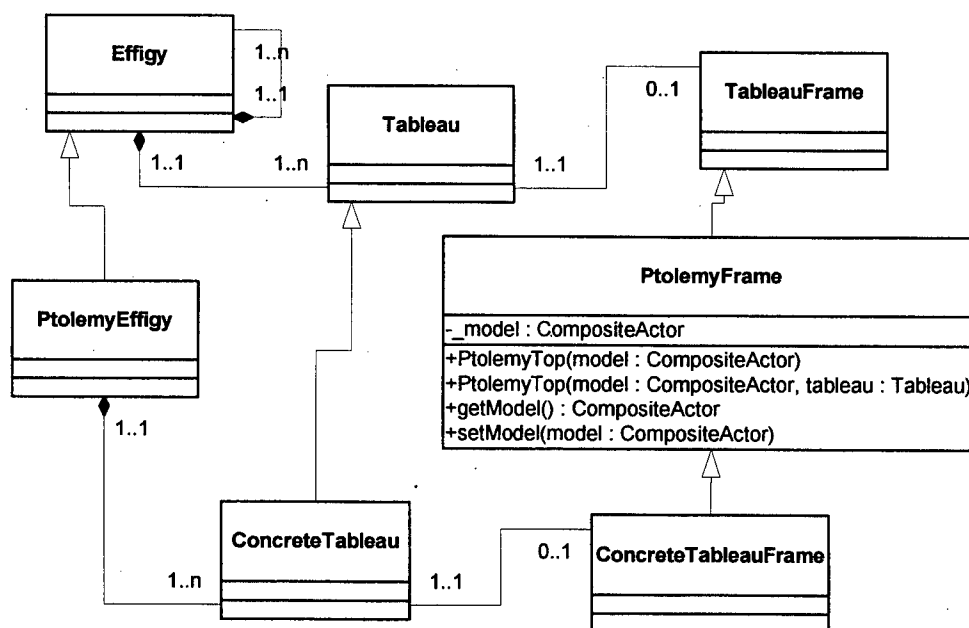 Effigy
1..n
1..1
1..1
1..n
Tableau
1..1
0..1
TableauFrame
PtolemyEffigy
1..1
PtolemyFrame
-_model : CompositeActor
+PtolemyTop(model : CompositeActor)
+PtolemyTop(model : CompositeActor, tableau : Tableau)
+getModel() : CompositeActor
+setModel(model : CompositeActor)
1..n
ConcreteTableau
1..1
0..1
ConcreteTableauFrame